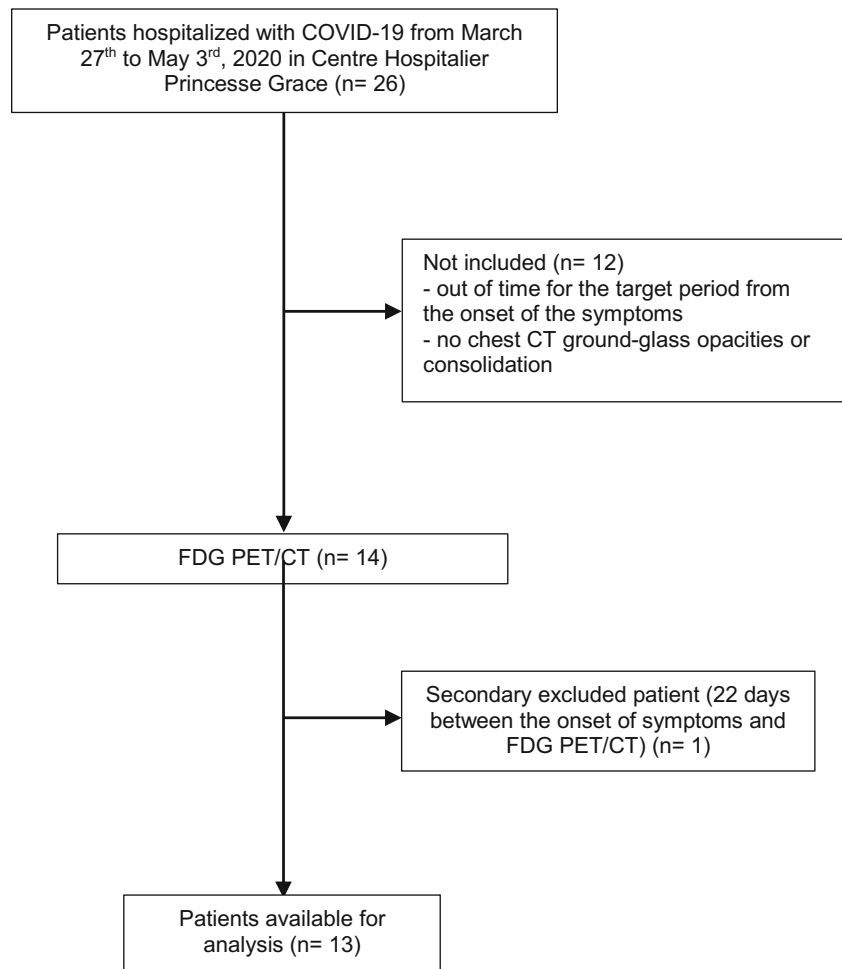 Patients hospitalized with COVID-19 from March
27th to May 3rd, 2020 in Centre Hospitalier
Princesse Grace (n= 26)
Not included (n= 12)
- out of time for the target period from
the onset of the symptoms
- no chest CT ground-glass opacities or
consolidation
FDG PET/CT (n= 14)
Secondary excluded patient (22 days
between the onset of symptoms and
FDG PET/CT) (n= 1)
Patients available for
analysis (n= 13)